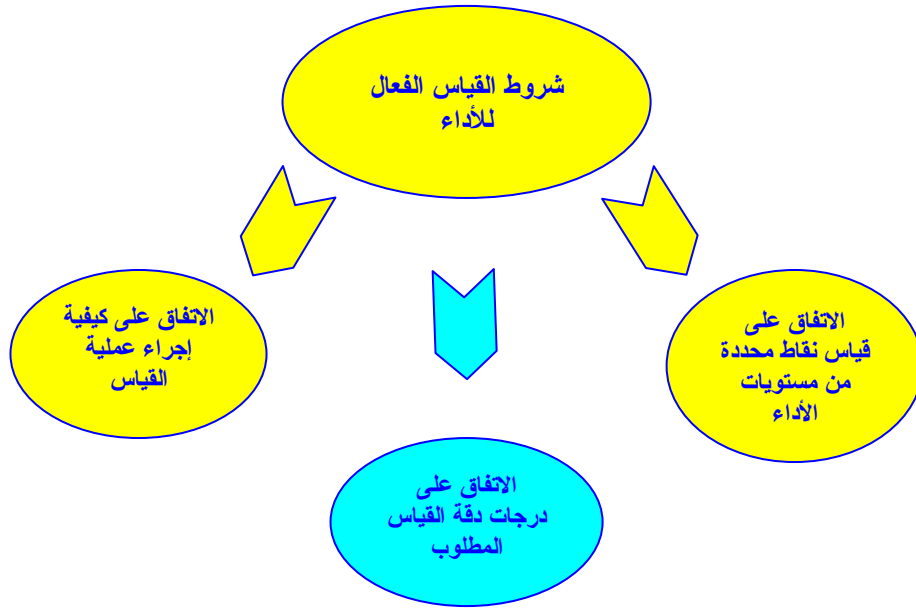 شروط القياس الفعال
للأداء
الاتفاق على
قياس نقاط محددة
من مستويات
الأداء
الاتفاق على
درجات دقة القياس
المطلوب
الاتفاق على كيفية
إجراء عملية
القياس